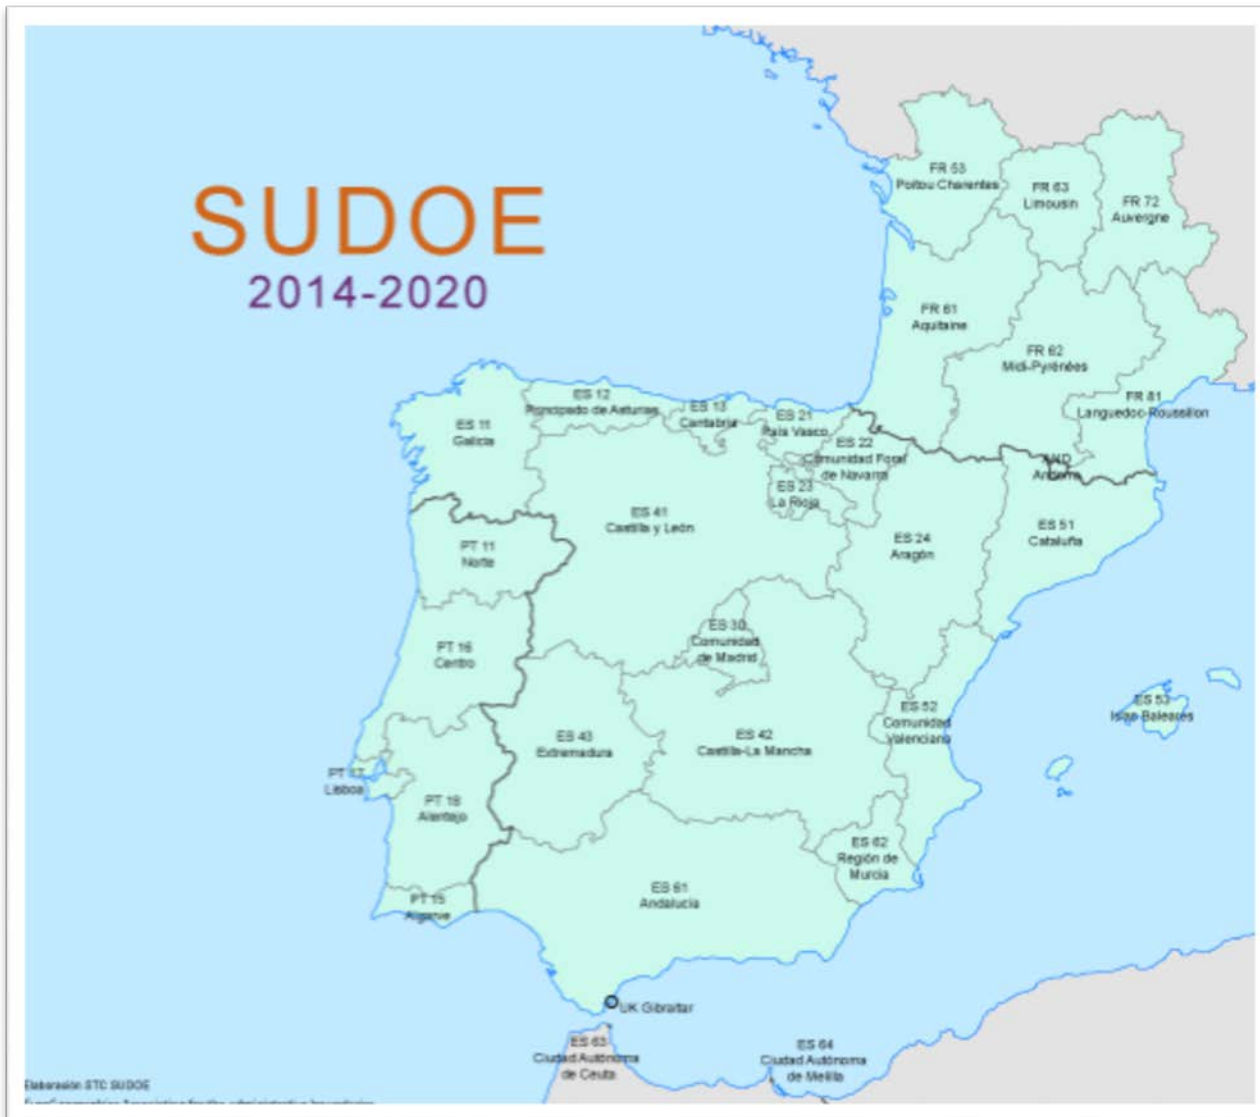 SUDOE
2014-2020
FR 53
Poitou Charentes
FR 63
Limousin
FR 72
Auvergne
FR 61
Aquitaine
FR 62
Midi-Pyrénées
FR 81
Languedoc-Roussillon
ES 11
Galicia
ES 12
Principado de Asturias
ES 13
Cantabria
ES 21
País Vasco
ES 22
Comunidad Foral
de Navarra
ES 23
La Rioja
AND
Andorra
ES 41
Castilla y León
ES 24
Aragón
ES 51
Cataluña
PT 11
Norte
PT 16
Centro
ES 30
Comunidad
de Madrid
ES 43
Extremadura
ES 42
Castilla-La Mancha
ES 52
Comunidad
Valenciana
ES 53
Islas Baleares
PT 17
Lisboa
PT 18
Alentejo
ES 62
Región de
Murcia
ES 61
Andalucía
PT 15
Algarve
UK Gibraltar
ES 63
Ciudad Autónoma
de Ceuta
ES 64
Ciudad Autónoma
de Melilla
Elaboración STC SUDOE